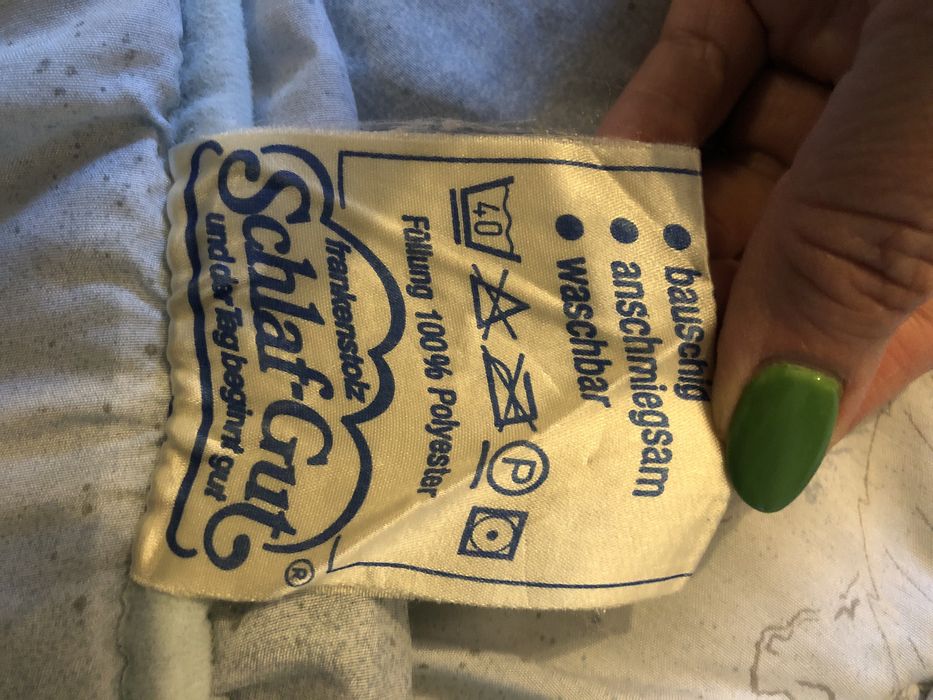 • bauschig
• anschmiegsam
• waschbar
40
P
Füllung 100% Polyester
frankenstolz
Schlaf-Gut®
und der Tag beginnt gut